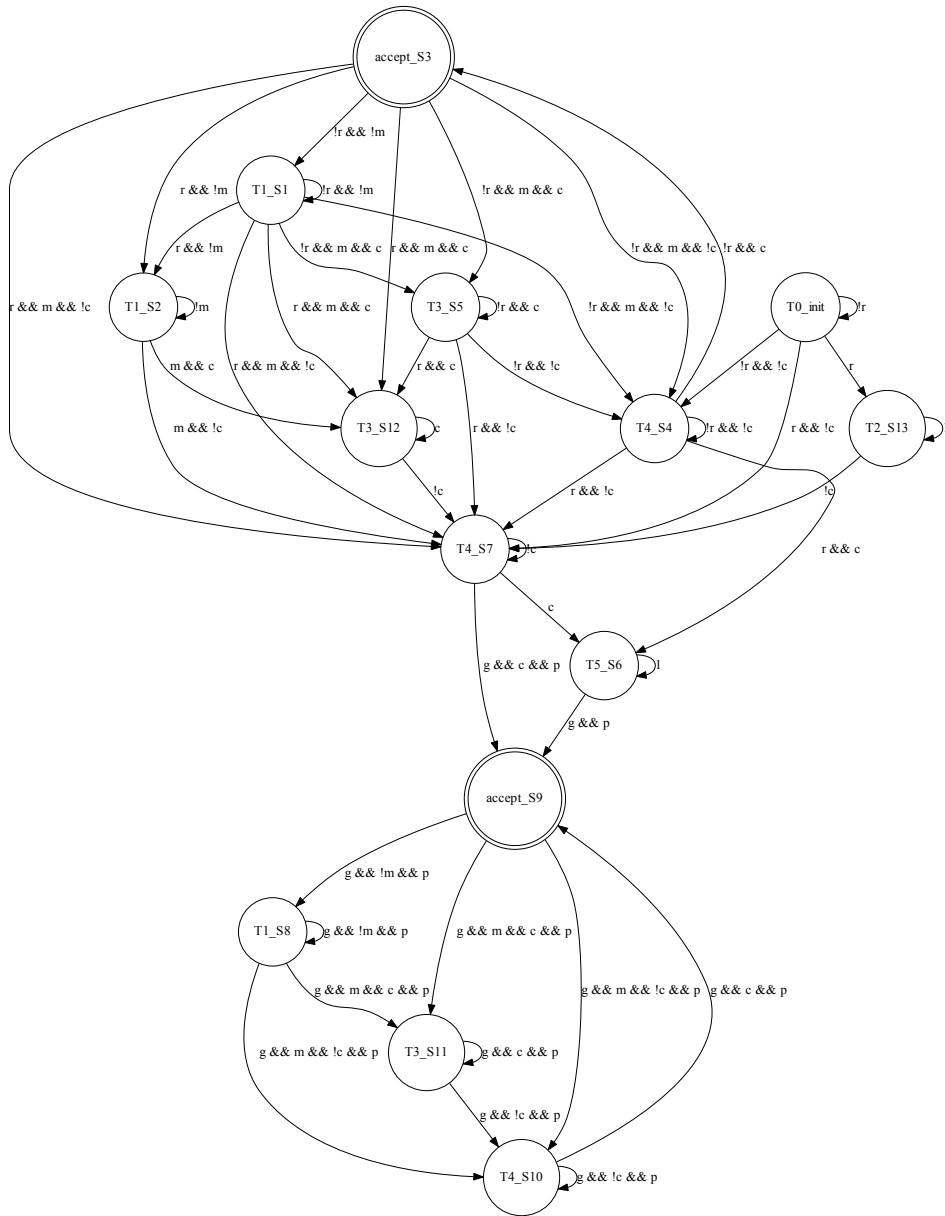 accept_S3
!r && !m
T1_S1
!r && !m
r && !m
!r && m && c
r && !m
!r && m && c
r && m && c
!r && m && !c
!r && c
r && m && !c
T1_S2
!m
r && m && c
T3_S5
!r && c
!r && m && !c
T0_init
!r
m && c
r && m && !c
r && c
!r && !c
!r && !c
r
m && !c
T3_S12
c
r && !c
T4_S4
!r && !c
r && !c
T2_S13
!c
r && !c
!c
T4_S7
!c
r && c
c
g && c && p
T5_S6
1
g && p
accept_S9
g && !m && p
T1_S8
g && !m && p
g && m && c && p
g && m && c && p
g && m && !c && p
g && c && p
g && m && !c && p
T3_S11
g && c && p
g && !c && p
T4_S10
g && !c && p